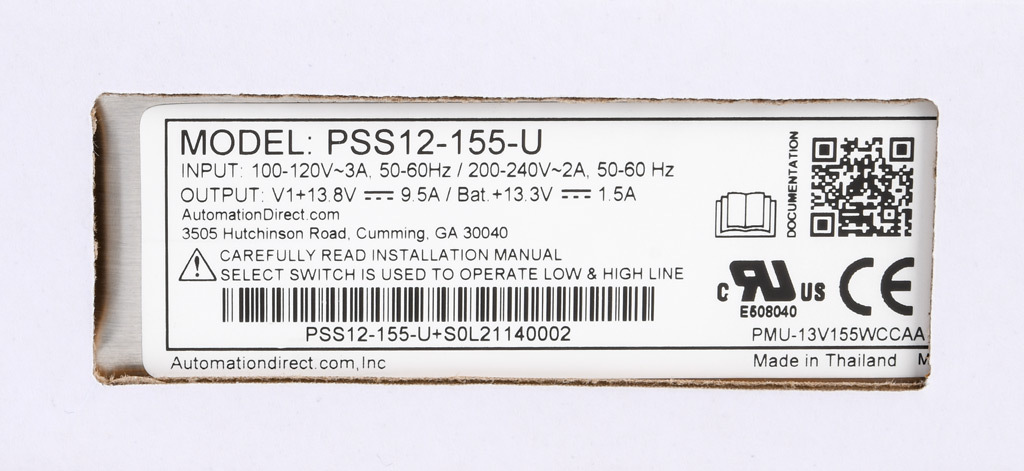 MODEL: PSS12-155-U
INPUT: 100-120V~3A, 50-60Hz / 200-240V~2A, 50-60 Hz
OUTPUT: V1+13.8V ⎓ 9.5A / Bat.+13.3V ⎓ 1.5A
AutomationDirect.com
3505 Hutchinson Road, Cumming, GA 30040
CAREFULLY READ INSTALLATION MANUAL
SELECT SWITCH IS USED TO OPERATE LOW & HIGH LINE
PSS12-155-U+S0L21140002
DOCUMENTATION
C RU US CE
E508040
PMU-13V155WCCAA
Automationdirect.com,Inc
Made in Thailand